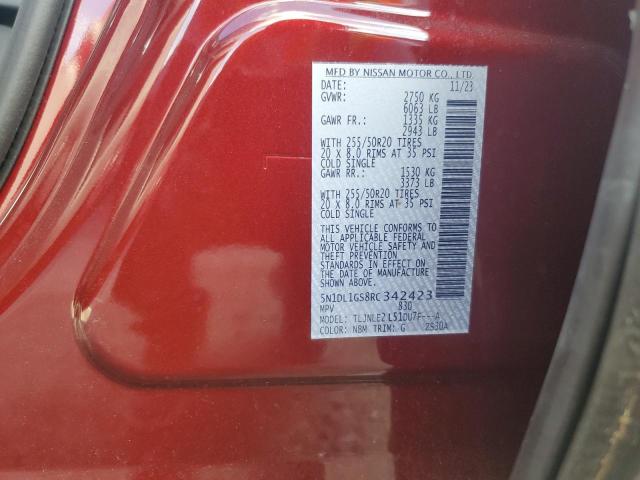 MFD BY NISSAN MOTOR CO., LTD.
DATE: 11/23
GVWR: 2750 KG
6063 LB
GAWR FR.: 1335 KG
2943 LB
WITH 255/50R20 TIRES
20 X 8.0 RIMS AT 35 PSI
COLD SINGLE
GAWR RR.: 1530 KG
3373 LB
WITH 255/50R20 TIRES
20 X 8.0 RIMS AT 35 PSI
COLD SINGLE
THIS VEHICLE CONFORMS TO
ALL APPLICABLE FEDERAL
MOTOR VEHICLE SAFETY AND
THEFT PREVENTION
STANDARDS IN EFFECT ON
THE DATE OF MANUFACTURE
SHOWN ABOVE.
5N1DL1GS8RC342423
MPV 830
MODEL: TLJNLE2 L51DU7F---A
COLOR: NBM TRIM: G 2S30A